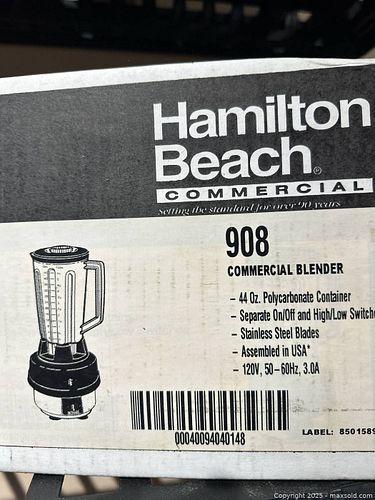 Hamilton
Beach®
COMMERCIAL
Setting the standard for over 90 years
908
COMMERCIAL BLENDER
– 44 Oz. Polycarbonate Container
– Separate On/Off and High/Low Switche
– Stainless Steel Blades
– Assembled in USA*
– 120V, 50–60Hz, 3.0A
00040094040148
LABEL: 8501589
Copyright 2025 - maxsold.com